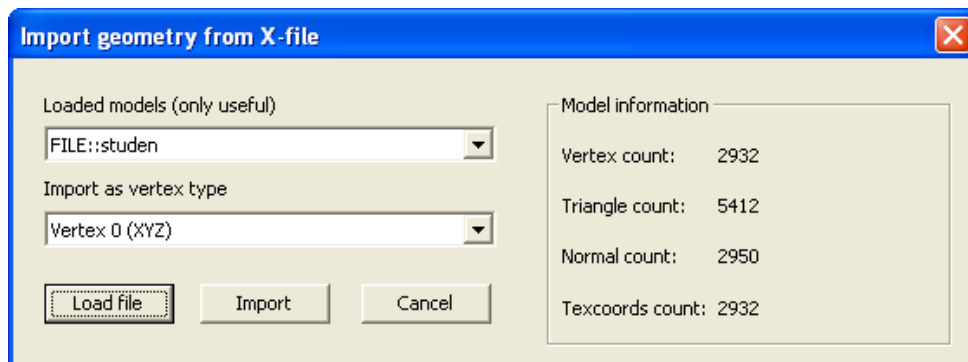 Import geometry from X-file
Loaded models (only useful)
FILE::studen
Import as vertex type
Vertex 0 (XYZ)
Load file
Import
Cancel
Model information
Vertex count: 2932
Triangle count: 5412
Normal count: 2950
Texcoords count: 2932